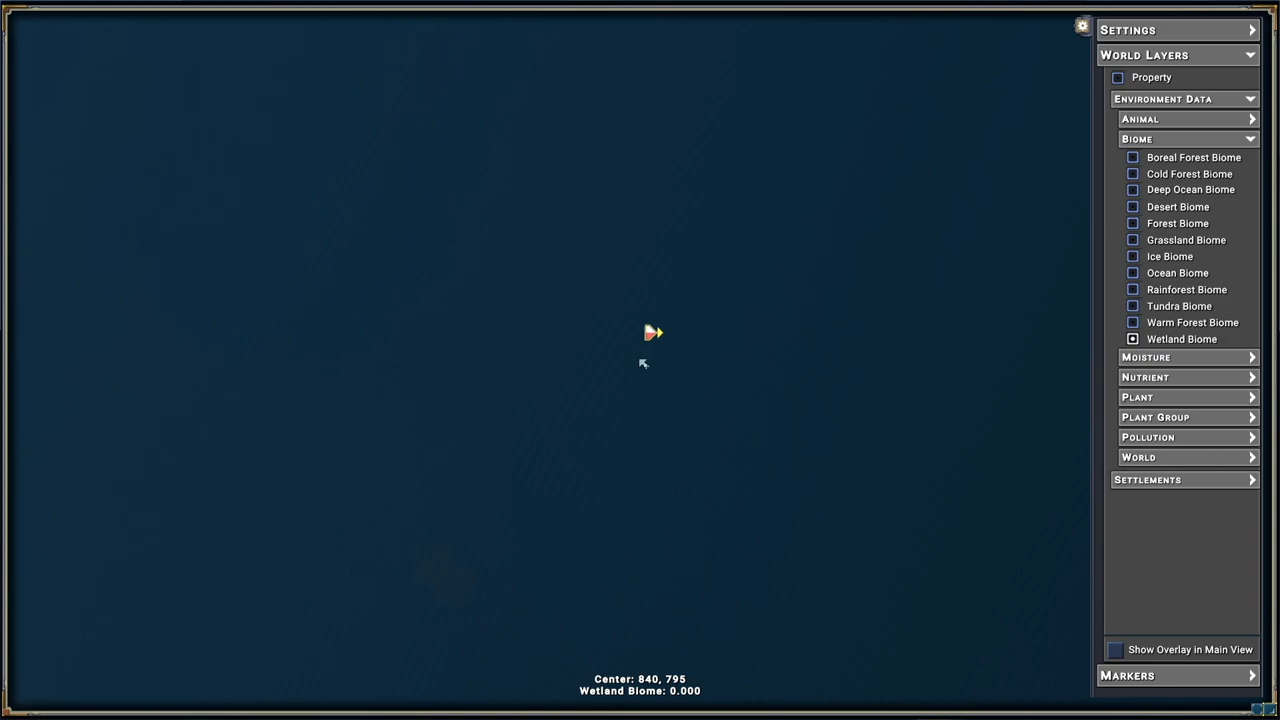 SETTINGS
WORLD LAYERS
Property
ENVIRONMENT DATA
ANIMAL
BIOME
Boreal Forest Biome
Cold Forest Biome
Deep Ocean Biome
Desert Biome
Forest Biome
Grassland Biome
Ice Biome
Ocean Biome
Rainforest Biome
Tundra Biome
Warm Forest Biome
Wetland Biome
MOISTURE
NUTRIENT
PLANT
PLANT GROUP
POLLUTION
WORLD
SETTLEMENTS
Show Overlay in Main View
MARKERS
Center: 840, 795
Wetland Biome: 0.000